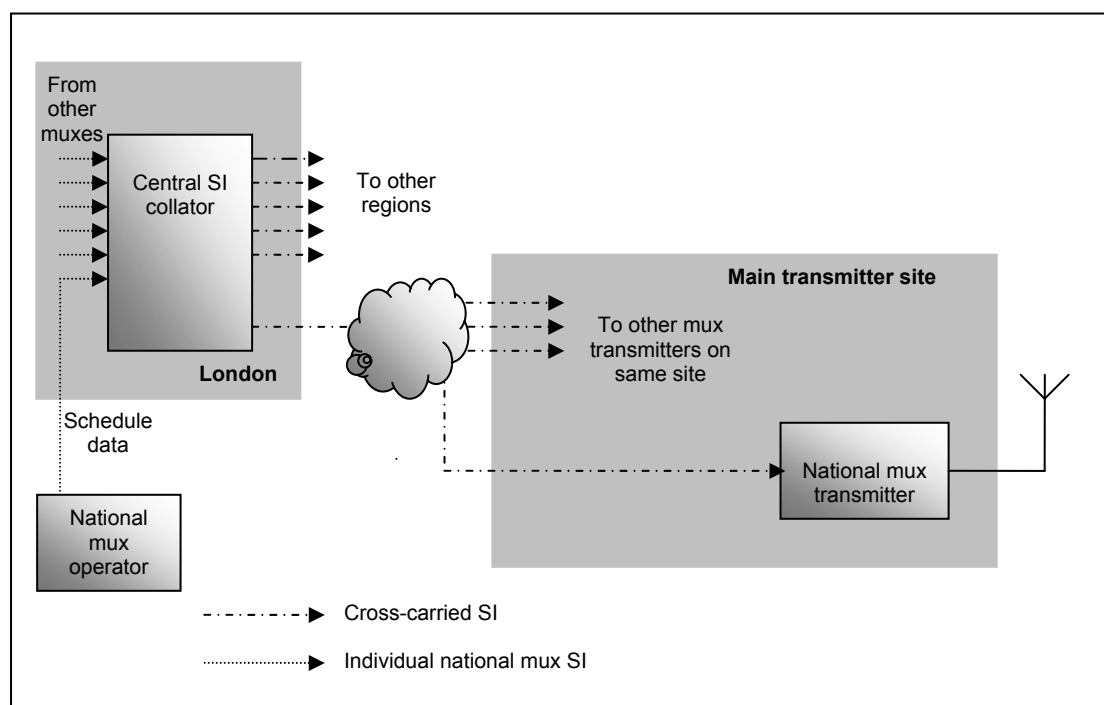 From
other
muxes
Central SI
collator
To other
regions
London
Main transmitter site
To other mux
transmitters on
same site
Schedule
data
National mux
transmitter
National
mux
operator
Cross-carried SI
Individual national mux SI